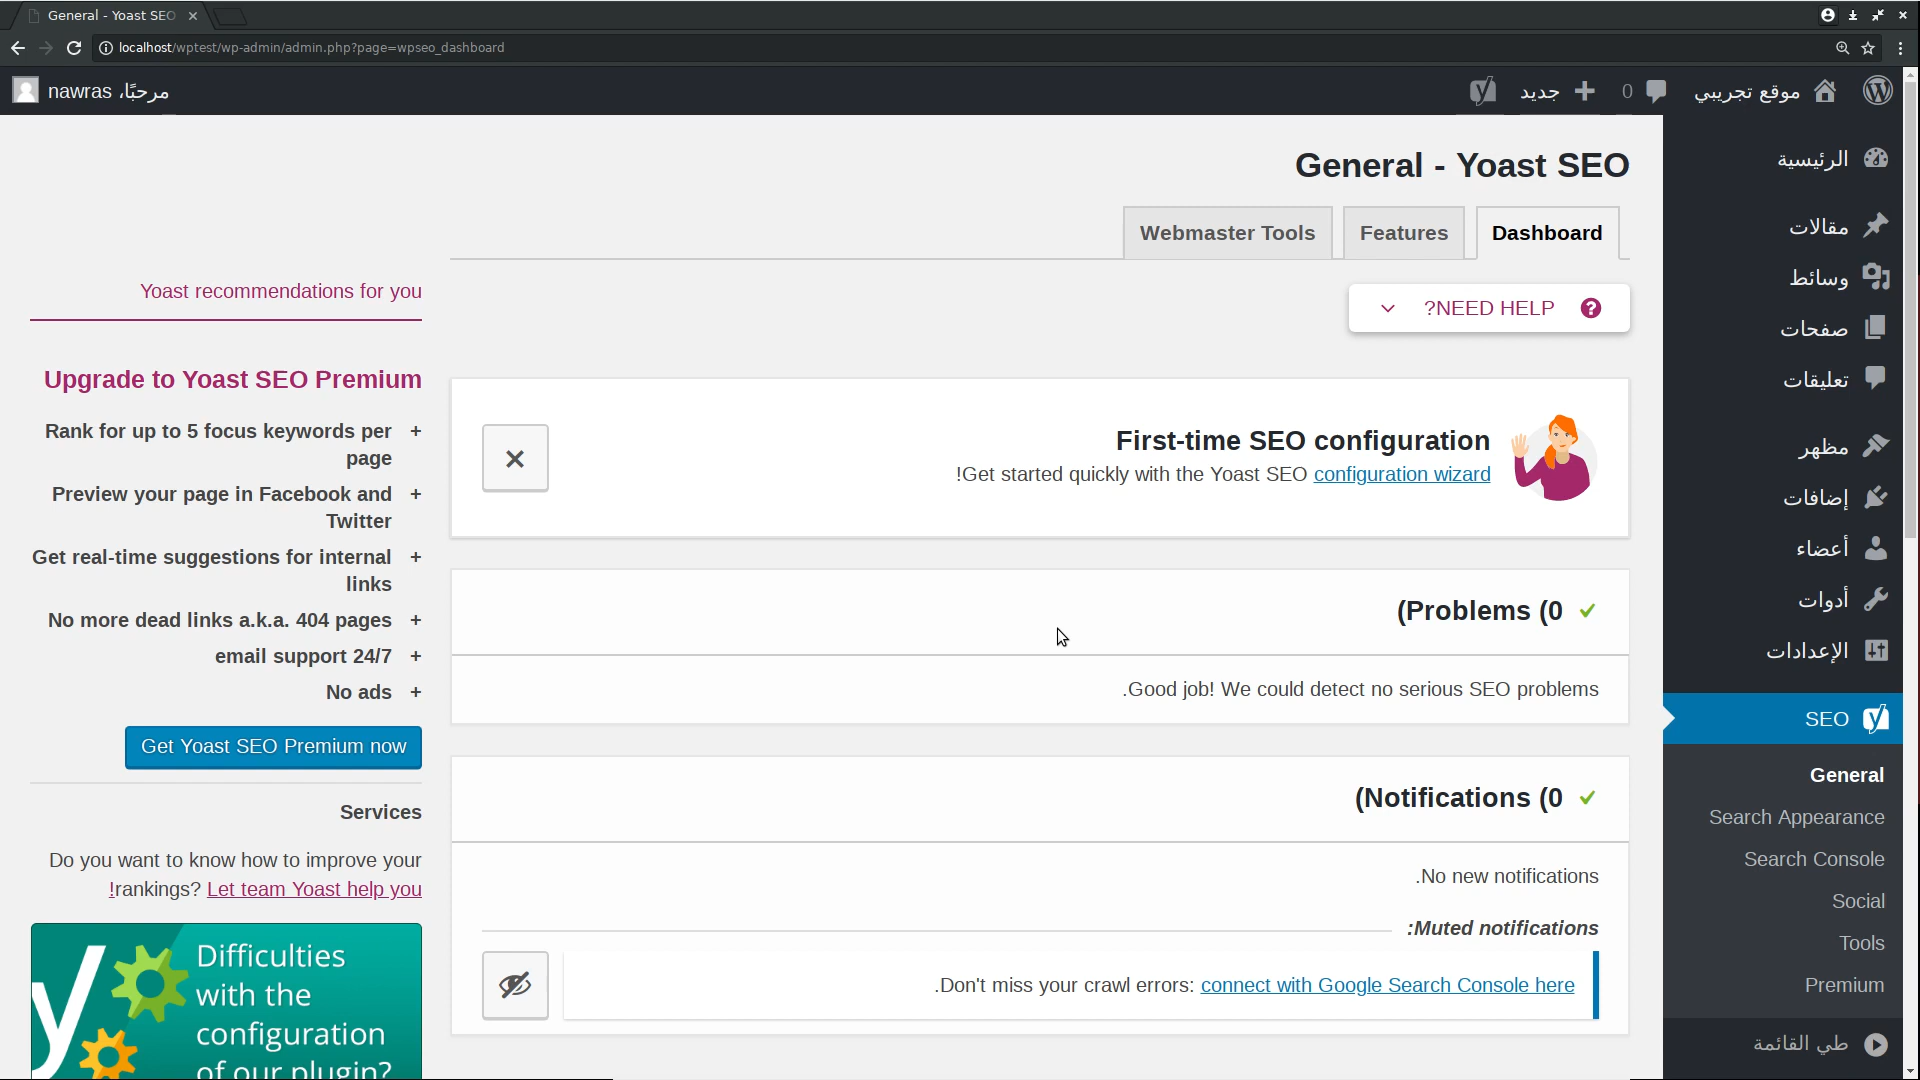 General - Yoast SEO
localhost/wptest/wp-admin/admin.php?page=wpseo_dashboard
موقع تجريبي
0
جديد
مرحبًا، nawras
الرئيسية
مقالات
وسائط
صفحات
تعليقات
مظهر
إضافات
أعضاء
أدوات
الإعدادات
SEO
General
Search Appearance
Search Console
Social
Tools
Premium
طي القائمة
General - Yoast SEO
Dashboard
Features
Webmaster Tools
?NEED HELP
First-time SEO configuration
!Get started quickly with the Yoast SEO configuration wizard
(Problems (0
.Good job! We could detect no serious SEO problems
(Notifications (0
.No new notifications
:Muted notifications
.Don't miss your crawl errors: connect with Google Search Console here
Yoast recommendations for you
Upgrade to Yoast SEO Premium
+ Rank for up to 5 focus keywords per
page
+ Preview your page in Facebook and
Twitter
+ Get real-time suggestions for internal
links
+ No more dead links a.k.a. 404 pages
+ email support 24/7
+ No ads
Get Yoast SEO Premium now
Services
Do you want to know how to improve your
!rankings? Let team Yoast help you
Difficulties
with the
configuration
of our plugin?